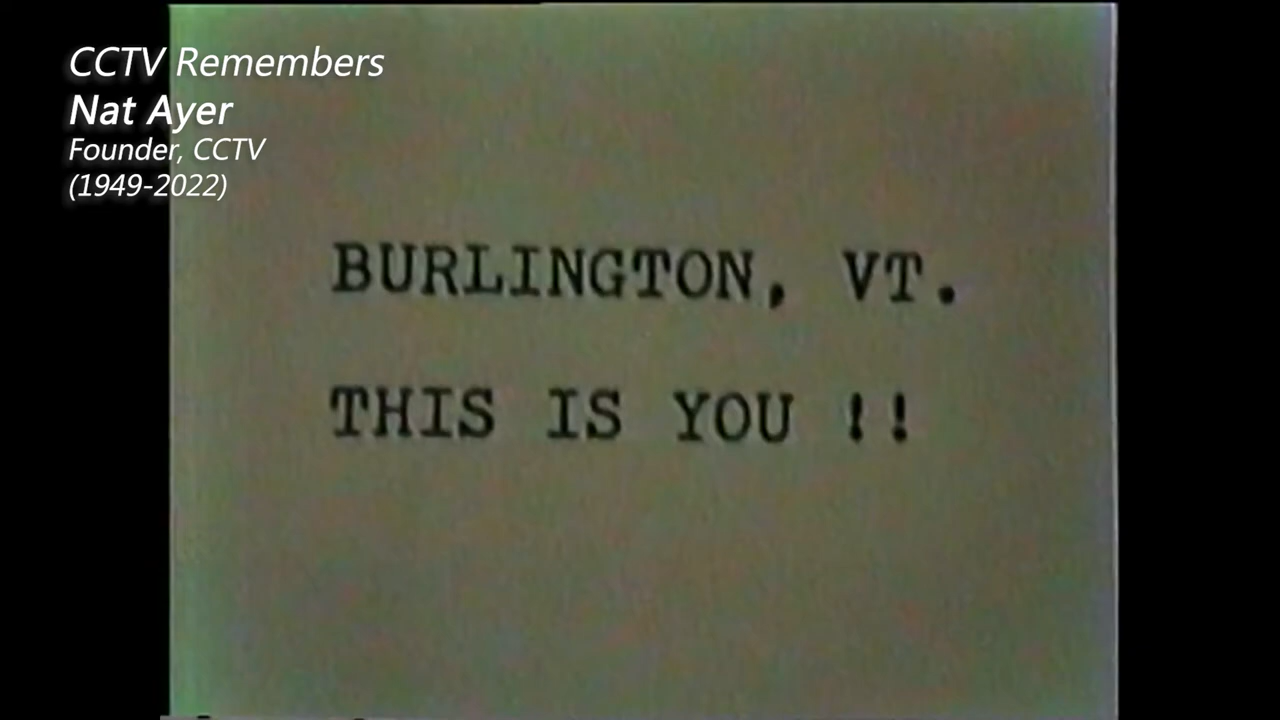 CCTV Remembers
Nat Ayer
Founder, CCTV
(1949-2022)
BURLINGTON, VT.
THIS IS YOU !!